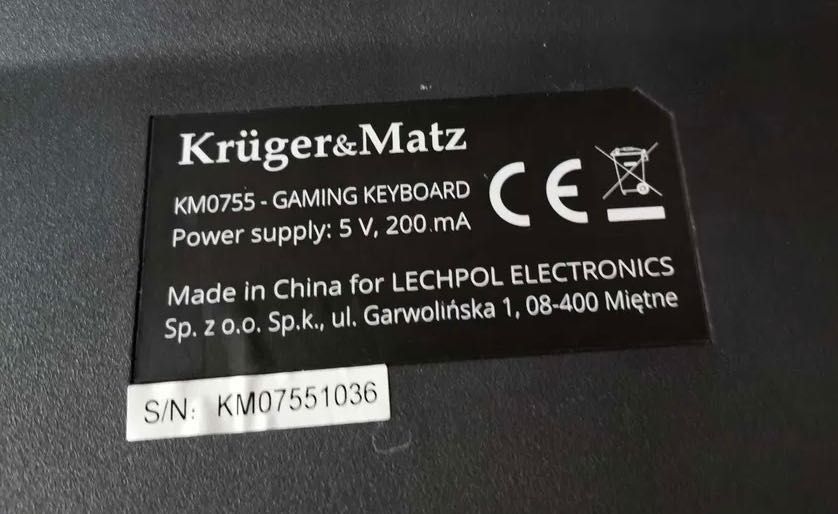 Krüger&Matz
KM0755 - GAMING KEYBOARD
Power supply: 5 V, 200 mA
CE
Made in China for LECHPOL ELECTRONICS
Sp. z o.o. Sp.k., ul. Garwolińska 1, 08-400 Miętne
S/N: KM07551036